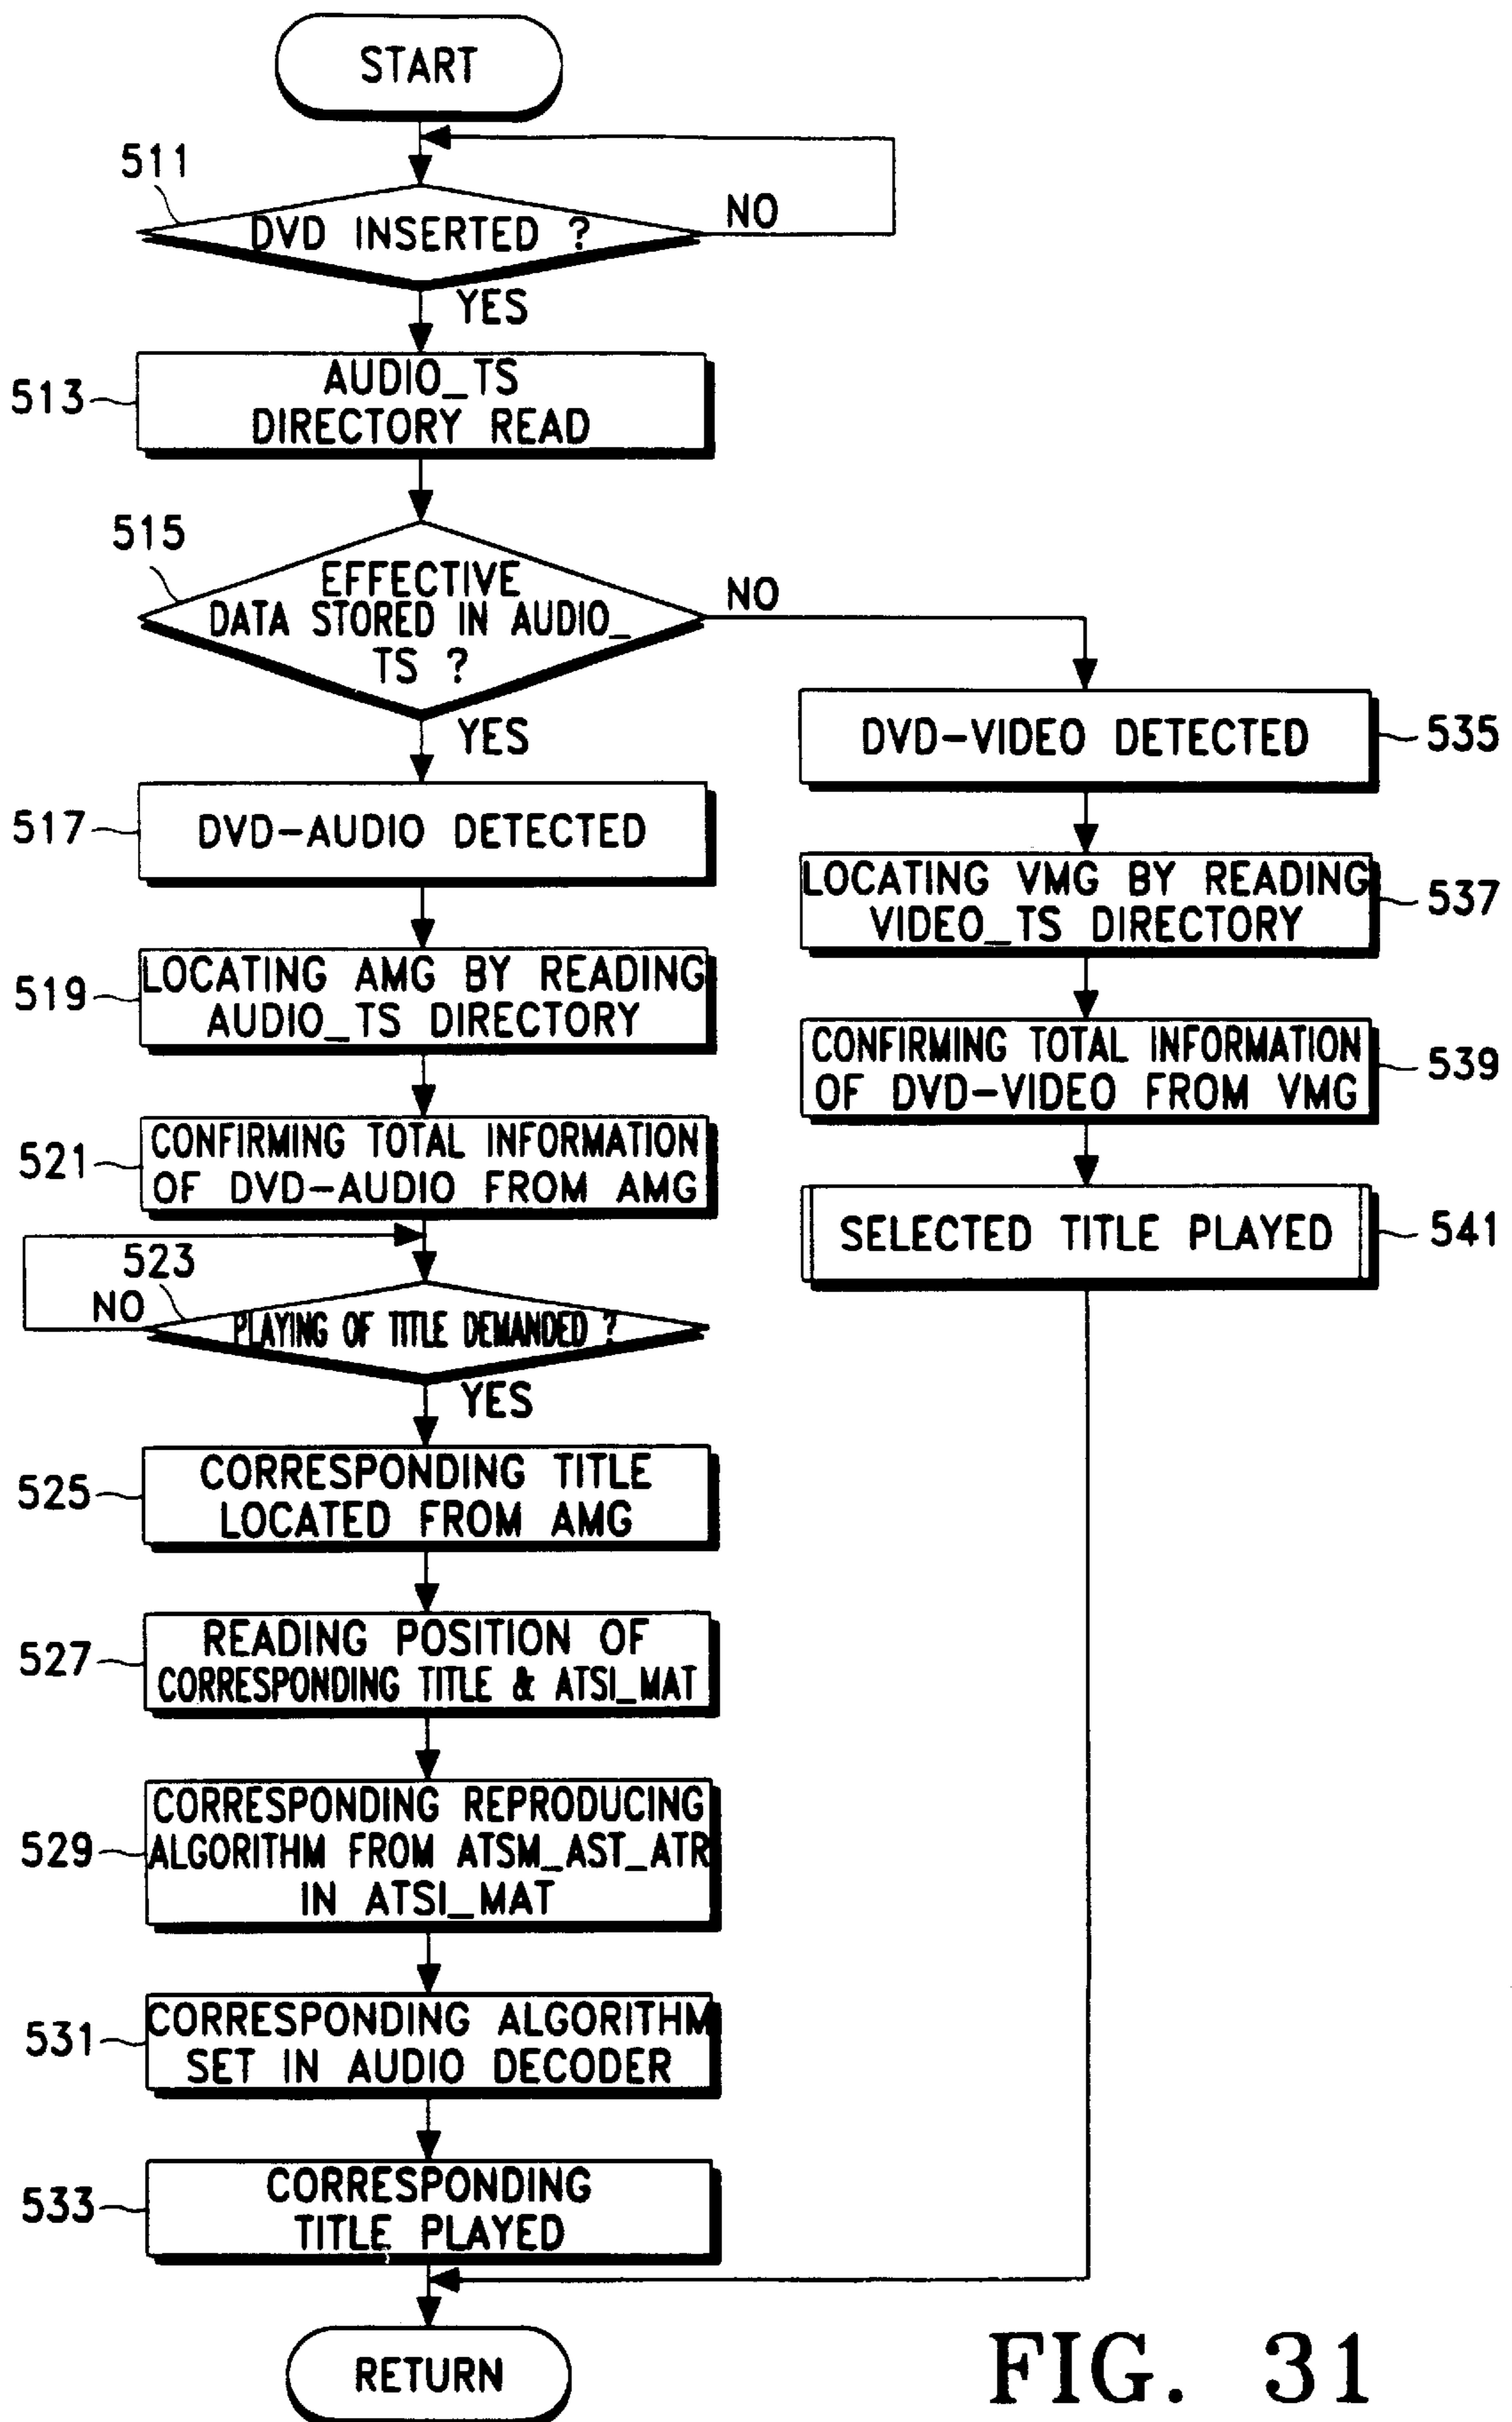 START
511
DVD INSERTED ?
NO
YES
513
AUDIO_TS
DIRECTORY READ
515
EFFECTIVE
DATA STORED IN AUDIO_
TS ?
NO
YES
DVD-VIDEO DETECTED
535
517
DVD-AUDIO DETECTED
LOCATING VMG BY READING
VIDEO_TS DIRECTORY
537
519
LOCATING AMG BY READING
AUDIO_TS DIRECTORY
CONFIRMING TOTAL INFORMATION
OF DVD-VIDEO FROM VMG
539
521
CONFIRMING TOTAL INFORMATION
OF DVD-AUDIO FROM AMG
SELECTED TITLE PLAYED
541
523
NO
PLAYING OF TITLE DEMANDED ?
YES
525
CORRESPONDING TITLE
LOCATED FROM AMG
527
READING POSITION OF
CORRESPONDING TITLE & ATSI_MAT
529
CORRESPONDING REPRODUCING
ALGORITHM FROM ATSM_AST_ATR
IN ATSI_MAT
531
CORRESPONDING ALGORITHM
SET IN AUDIO DECODER
533
CORRESPONDING
TITLE PLAYED
RETURN
FIG. 31